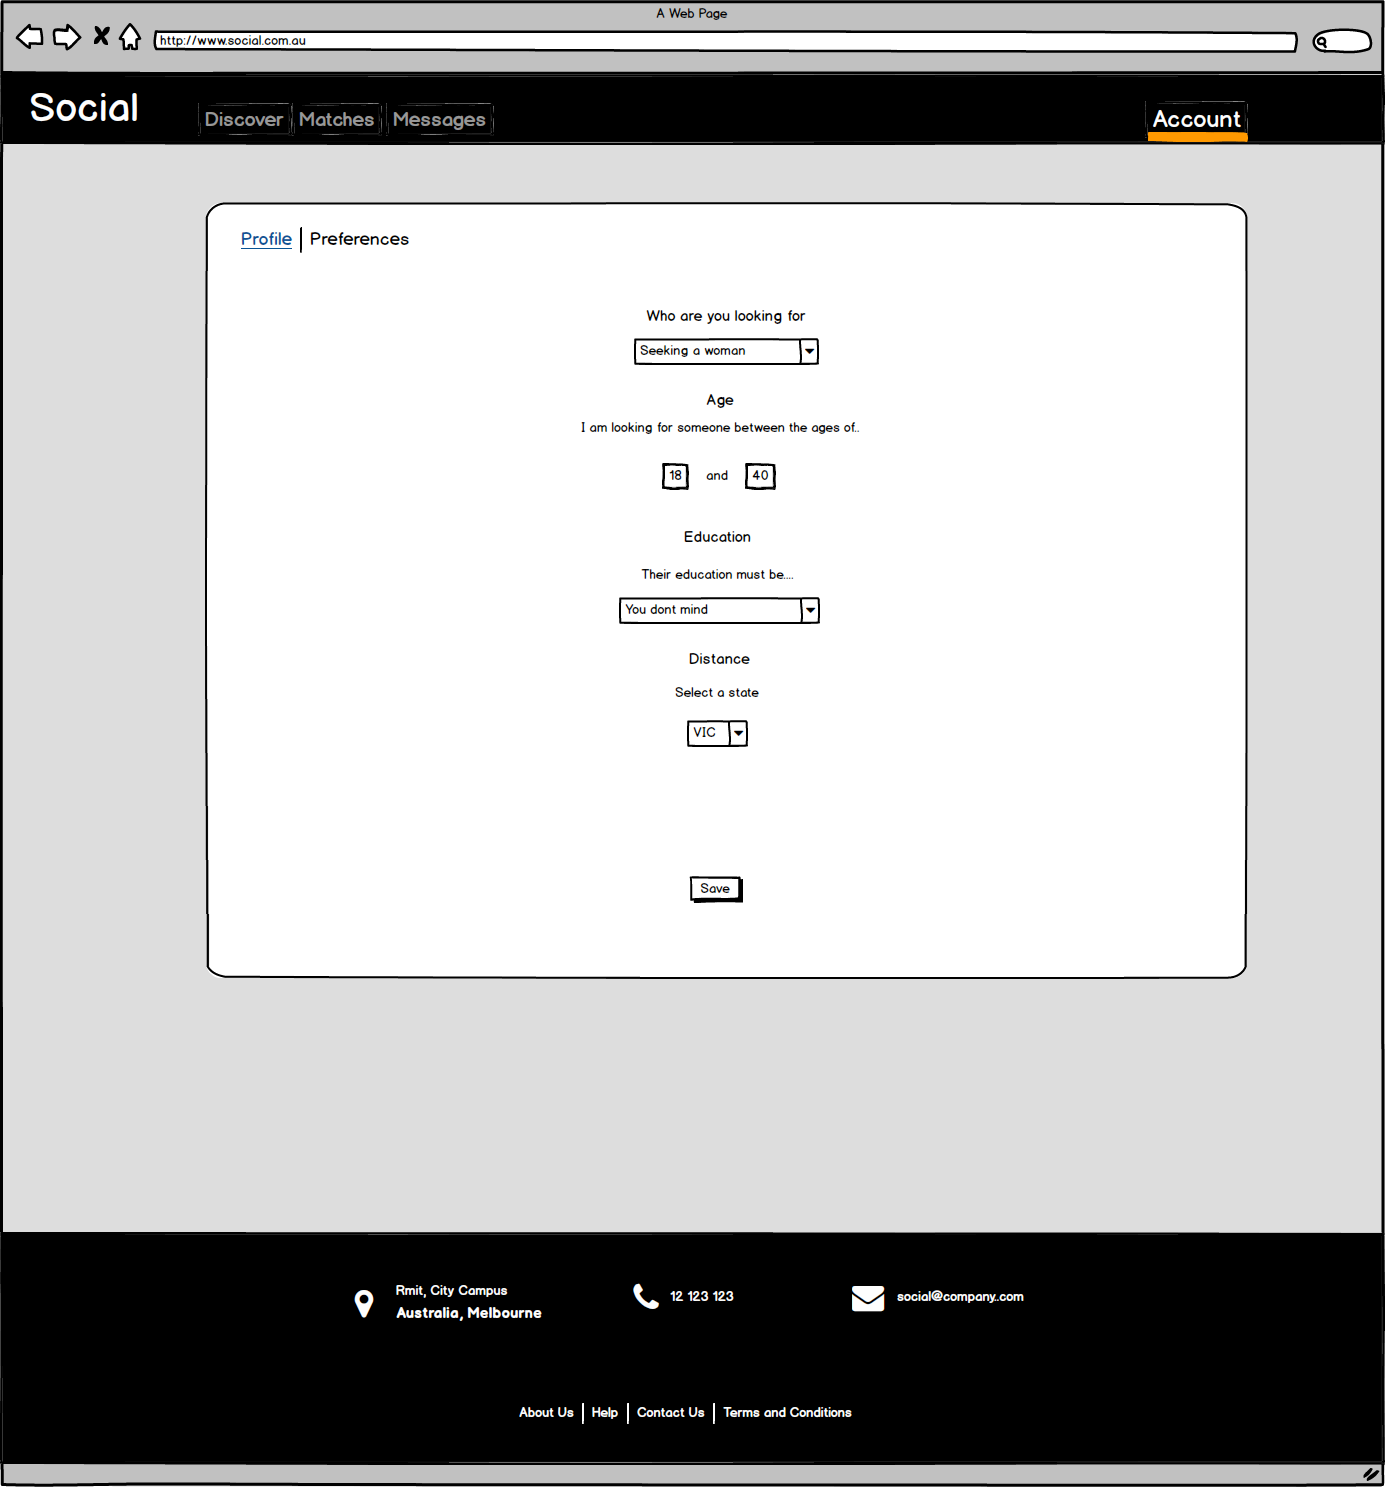 A Web Page
http://www.social.com.au
Social
Discover Matches Messages
Account
Profile Preferences
Who are you looking for
Seeking a woman
Age
I am looking for someone between the ages of..
18 and 40
Education
Their education must be....
You dont mind
Distance
Select a state
VIC
Save
Rmit, City Campus
Australia, Melbourne
12 123 123
social@company..com
About Us Help Contact Us Terms and Conditions